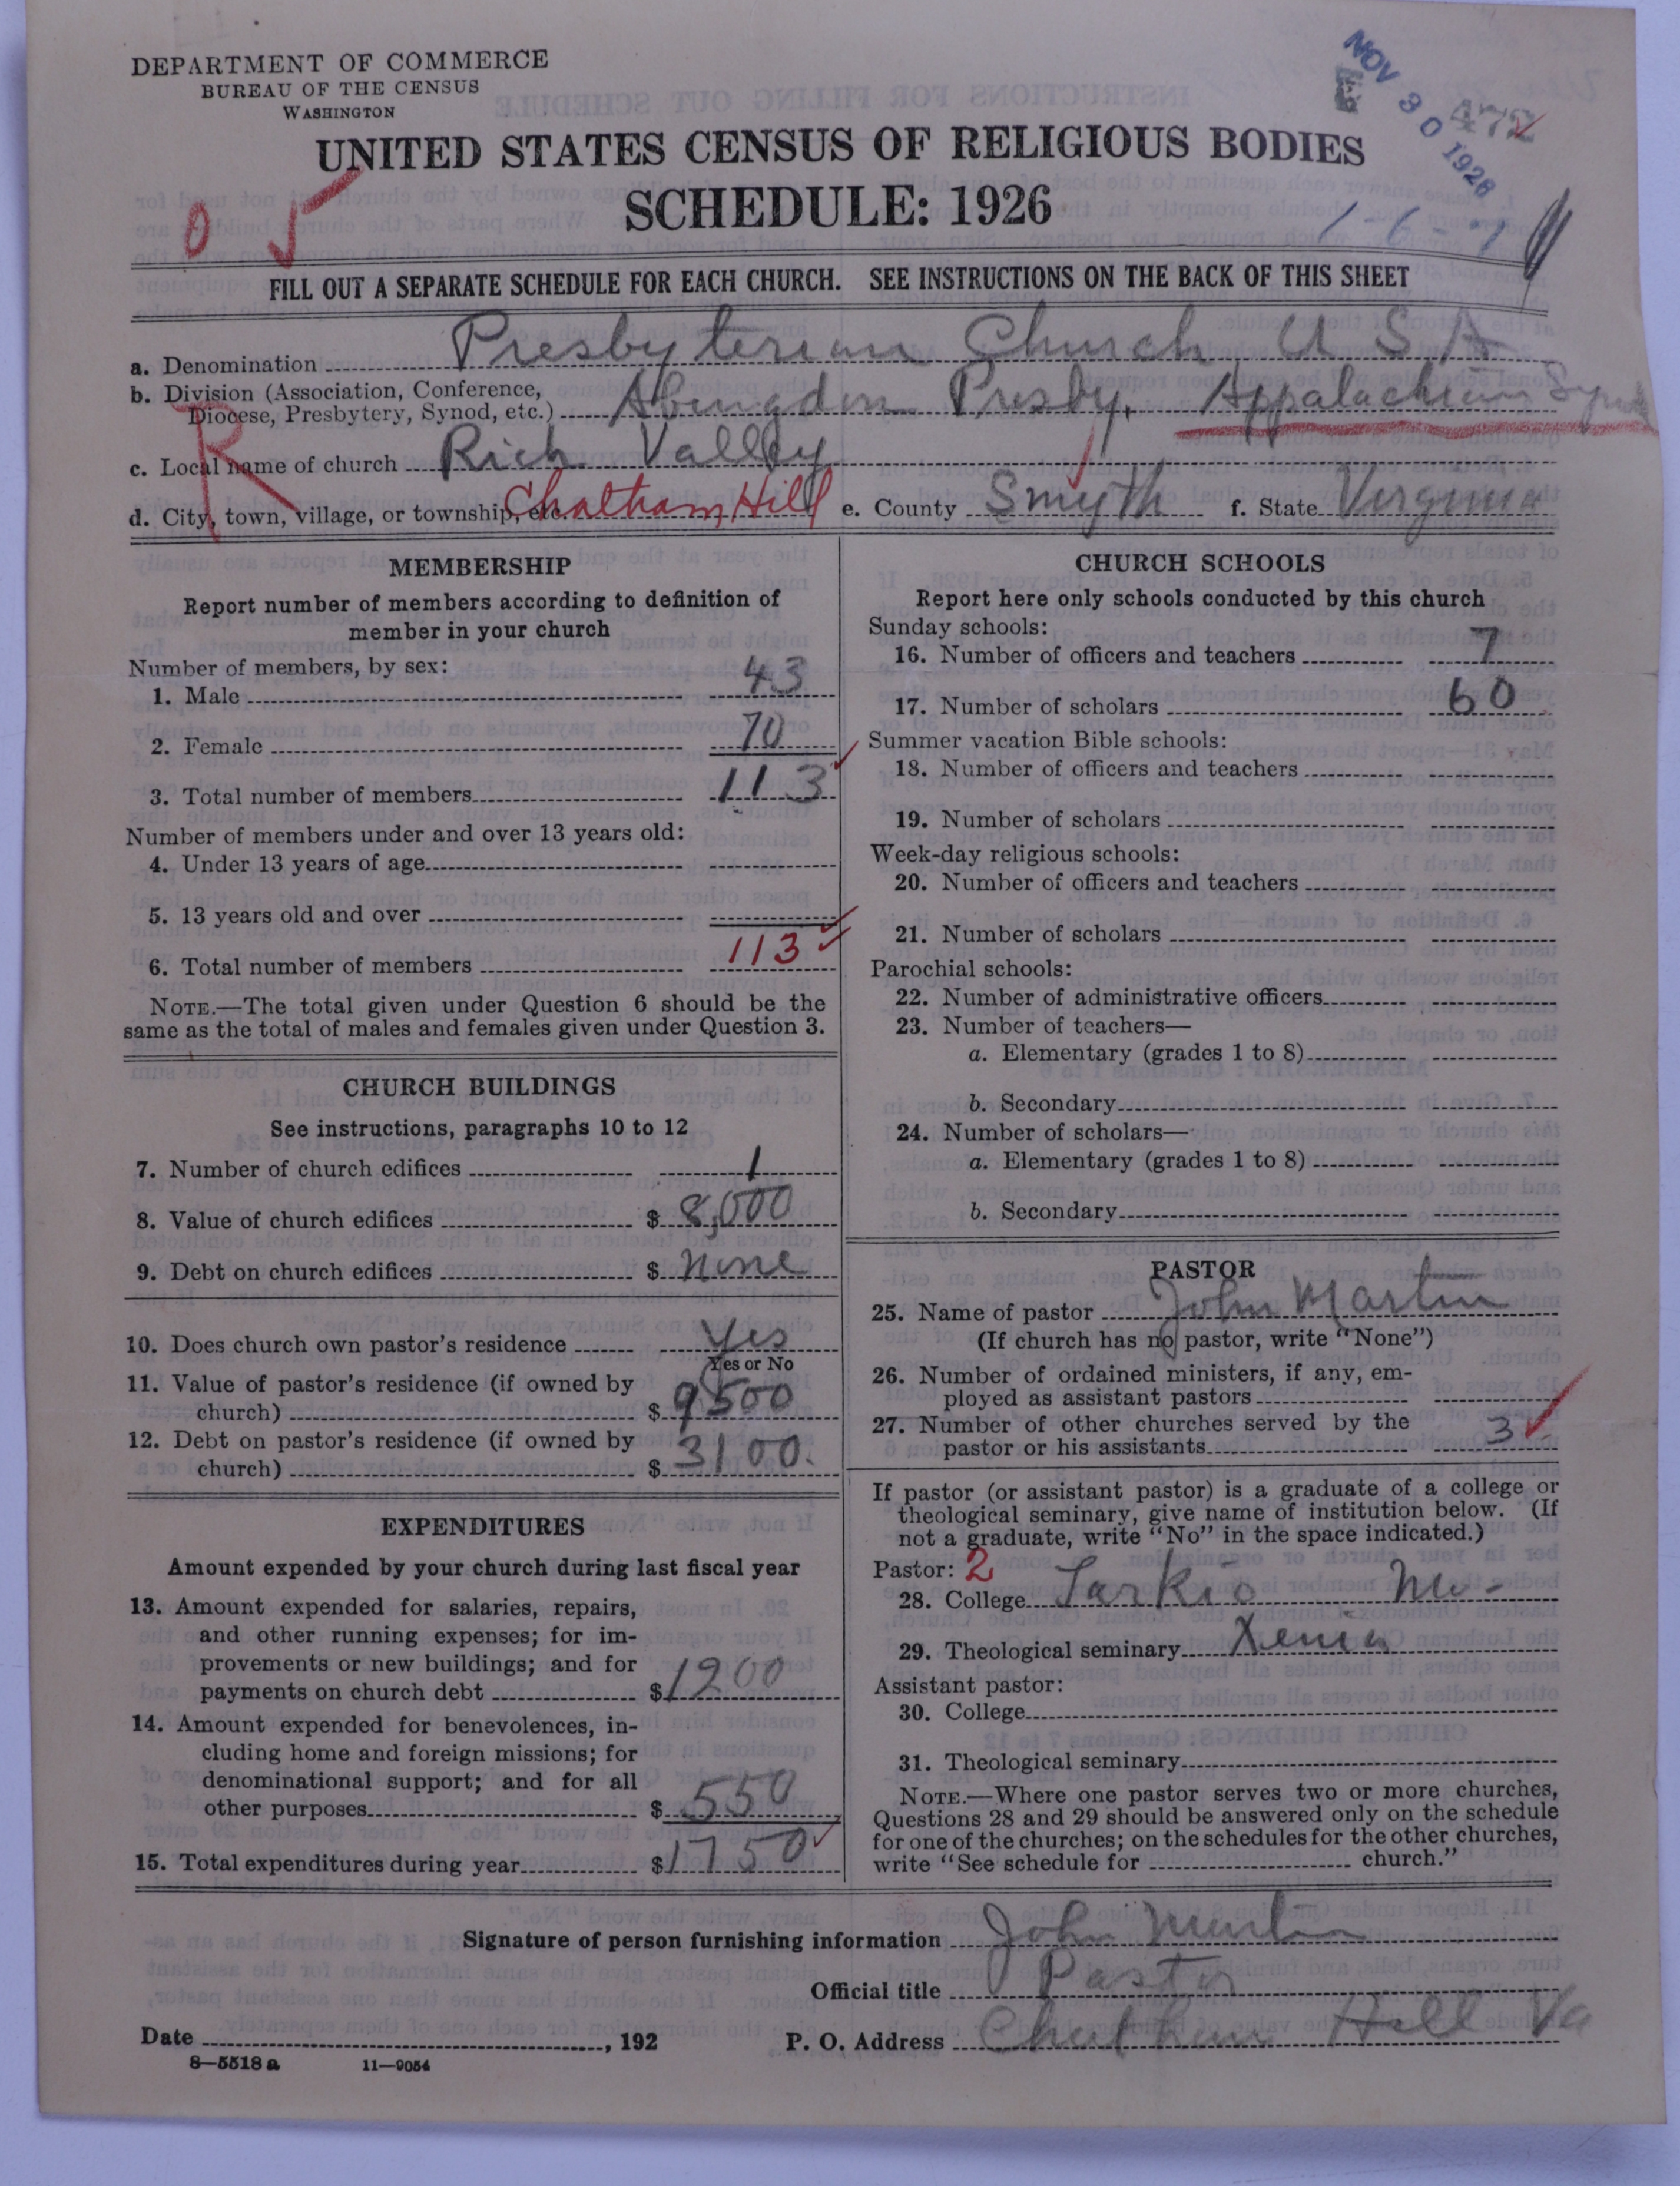 DEPARTMENT OF COMMERCE
BUREAU OF THE CENSUS
WASHINGTON
NOV 30 1926
472
UNITED STATES CENSUS OF RELIGIOUS BODIES
SCHEDULE: 1926
0 5
1-6-7
FILL OUT A SEPARATE SCHEDULE FOR EACH CHURCH. SEE INSTRUCTIONS ON THE BACK OF THIS SHEET
a. Denomination Presbyterian Church U S A
b. Division (Association, Conference,
Diocese, Presbytery, Synod, etc.) Abingdon Presby, Appalachian Synod
R
c. Local name of church Rich Valley
d. City, town, village, or township, etc. Chatham Hill e. County Smyth f. State Virginia
MEMBERSHIP
Report number of members according to definition of
member in your church
Number of members, by sex:
1. Male 43
2. Female 70
3. Total number of members 113
Number of members under and over 13 years old:
4. Under 13 years of age
5. 13 years old and over
6. Total number of members 113
NOTE.—The total given under Question 6 should be the
same as the total of males and females given under Question 3.
CHURCH BUILDINGS
See instructions, paragraphs 10 to 12
7. Number of church edifices 1
8. Value of church edifices $ 8,000
9. Debt on church edifices $ None
10. Does church own pastor's residence Yes
Yes or No
11. Value of pastor's residence (if owned by
church) $ 9500
12. Debt on pastor's residence (if owned by
church) $ 3100.
EXPENDITURES
Amount expended by your church during last fiscal year
13. Amount expended for salaries, repairs,
and other running expenses; for im-
provements or new buildings; and for
payments on church debt $ 1200
14. Amount expended for benevolences, in-
cluding home and foreign missions; for
denominational support; and for all
other purposes $ 550
15. Total expenditures during year $ 1750
CHURCH SCHOOLS
Report here only schools conducted by this church
Sunday schools:
16. Number of officers and teachers 7
17. Number of scholars 60
Summer vacation Bible schools:
18. Number of officers and teachers
19. Number of scholars
Week-day religious schools:
20. Number of officers and teachers
21. Number of scholars
Parochial schools:
22. Number of administrative officers
23. Number of teachers—
a. Elementary (grades 1 to 8)
b. Secondary
24. Number of scholars—
a. Elementary (grades 1 to 8)
b. Secondary
PASTOR
25. Name of pastor John Martin
(If church has no pastor, write "None")
26. Number of ordained ministers, if any, em-
ployed as assistant pastors
27. Number of other churches served by the
pastor or his assistants 3
If pastor (or assistant pastor) is a graduate of a college or
theological seminary, give name of institution below. (If
not a graduate, write "No" in the space indicated.)
Pastor: 2
28. College Tarkio Mo-
29. Theological seminary Xenia
Assistant pastor:
30. College
31. Theological seminary
NOTE.—Where one pastor serves two or more churches,
Questions 28 and 29 should be answered only on the schedule
for one of the churches; on the schedules for the other churches,
write "See schedule for church."
Signature of person furnishing information John Martin
Official title Pastor
Date , 192 P. O. Address Chatham Hill Va
8—5518 a 11—9054